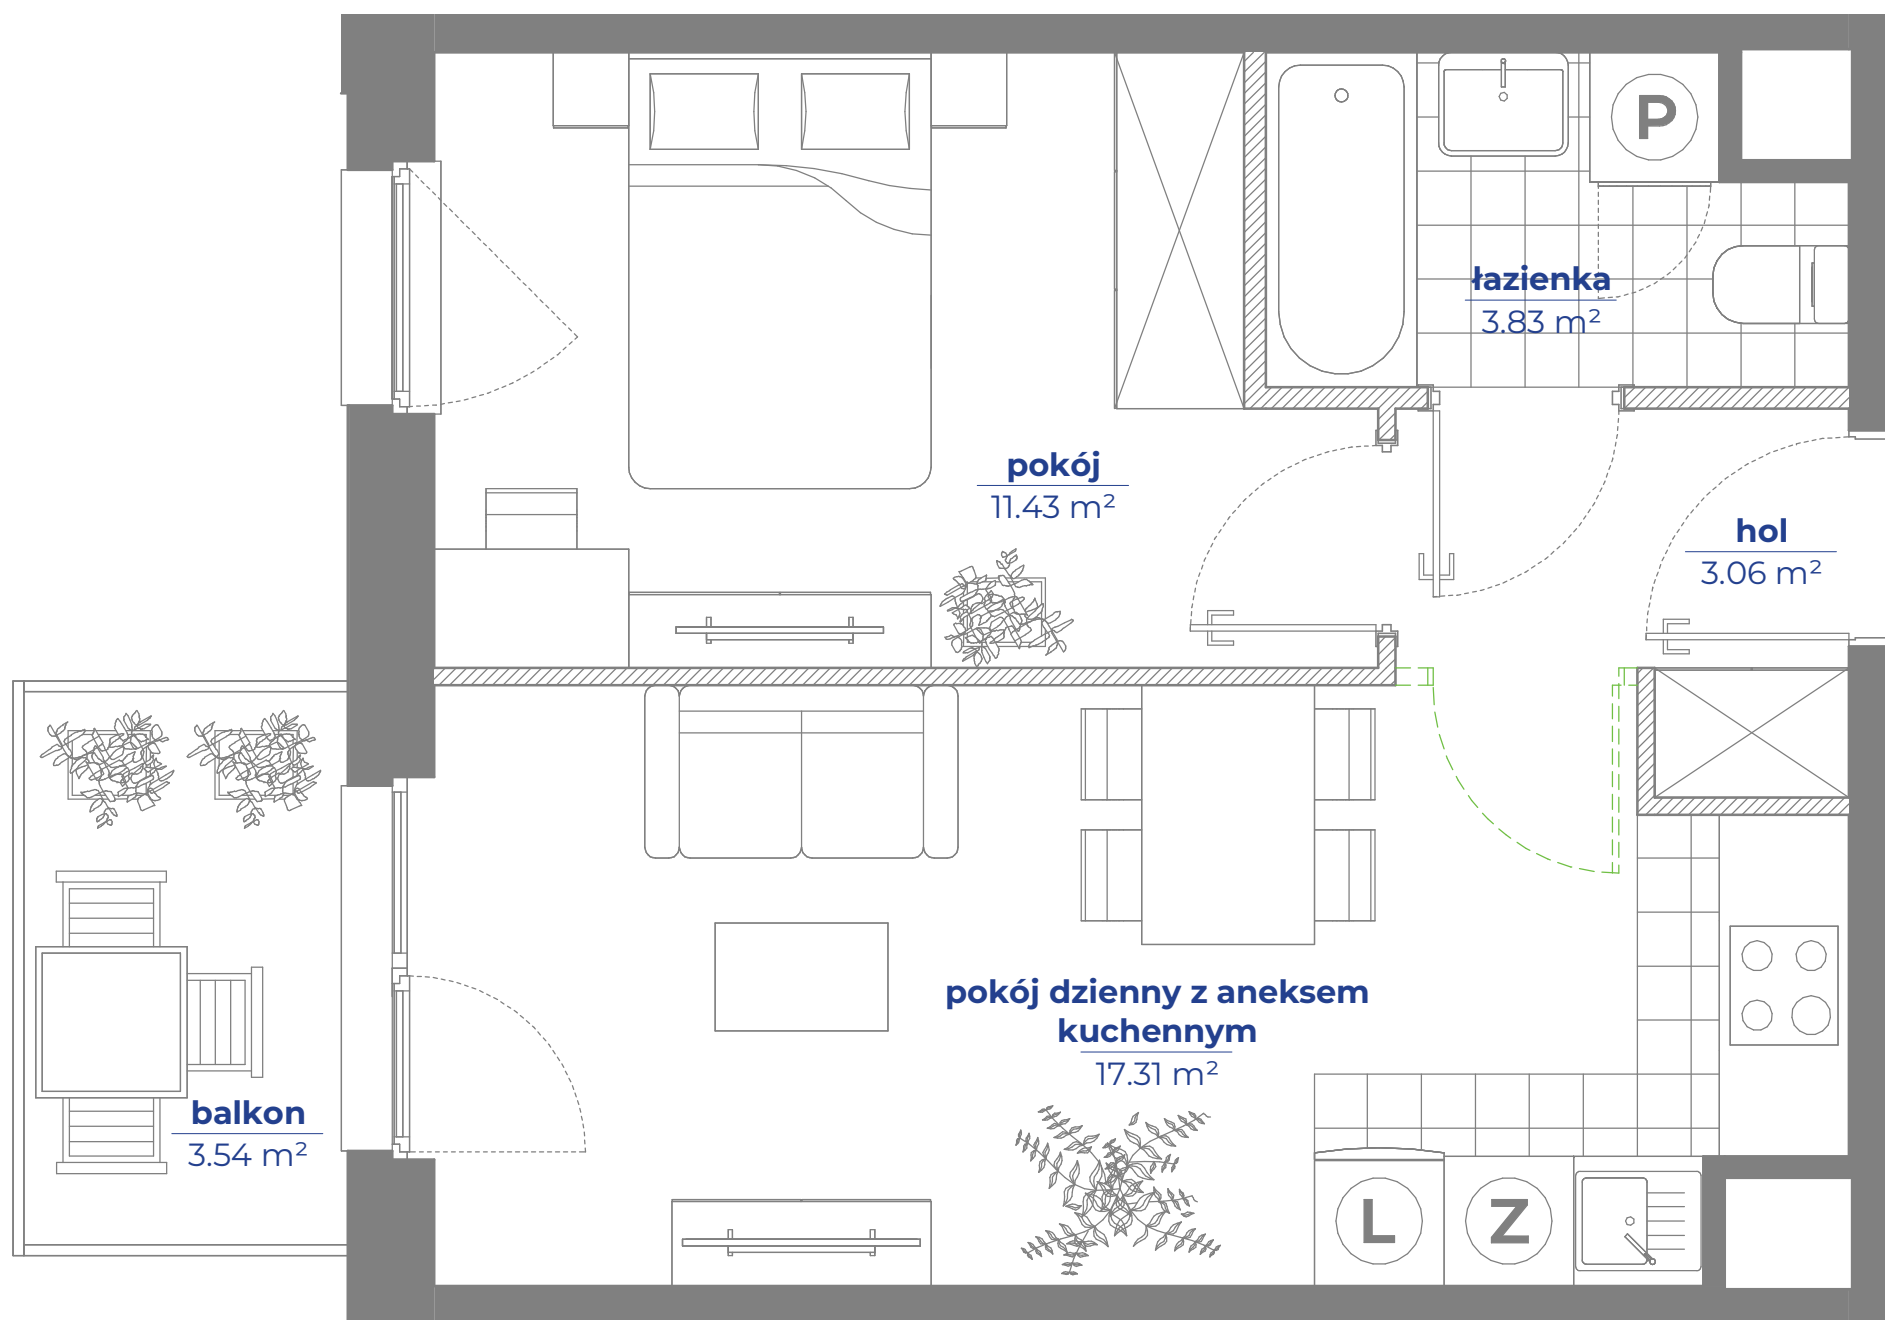 P
łazienka
3.83 m²
pokój
11.43 m²
hol
3.06 m²
pokój dzienny z aneksem
kuchennym
17.31 m²
balkon
3.54 m²
L
Z